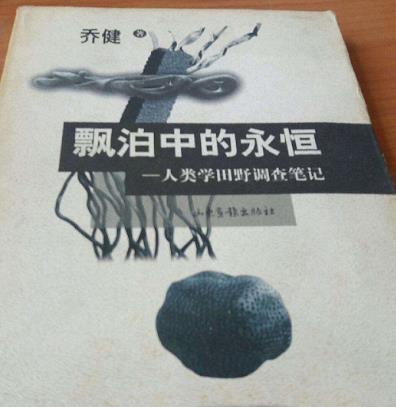 乔健 著
飘泊中的永恒
—人类学田野调查笔记
山东画报出版社